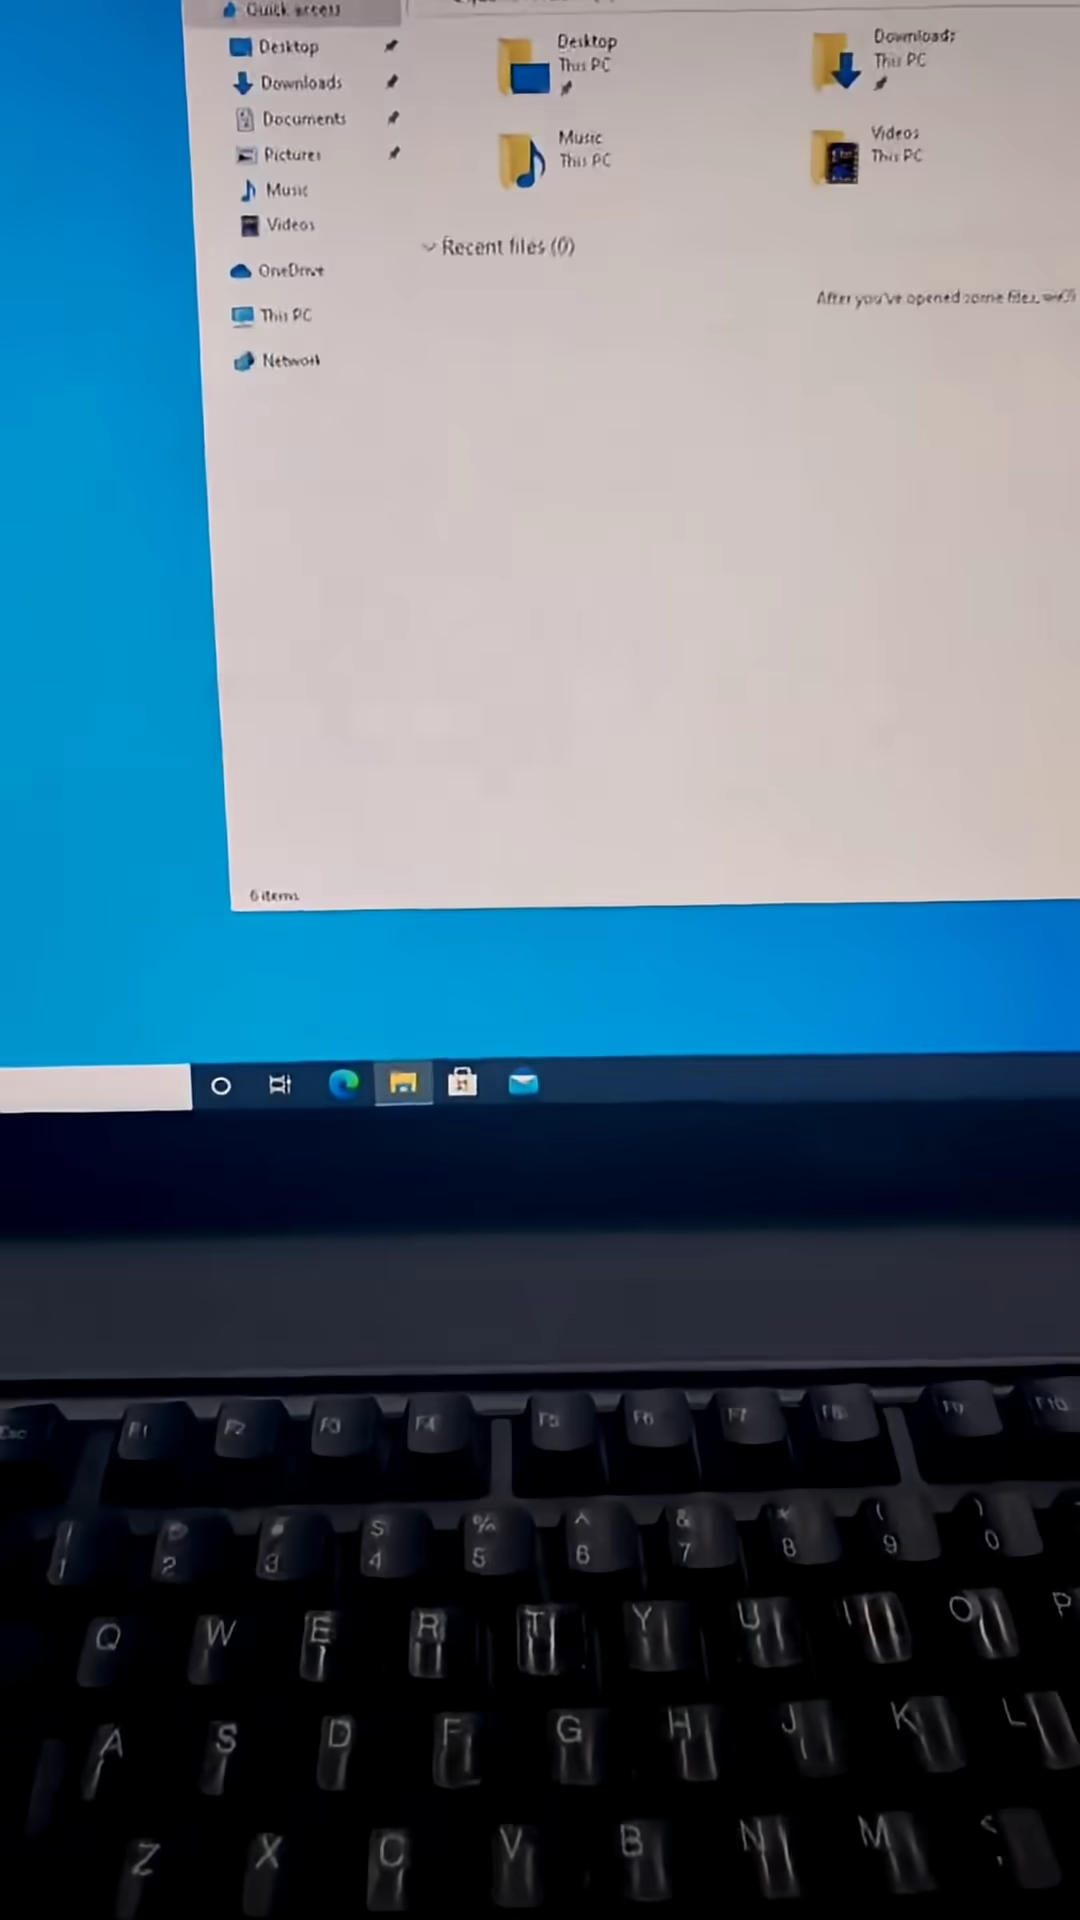 Quick access
Desktop
Downloads
Documents
Pictures
Music
Videos
OneDrive
This PC
Network
Desktop
This PC
Downloads
This PC
Music
This PC
Videos
This PC
Recent files (0)
After you've opened some files,
6 items
Esc F1 F2 F3 F4 F5 F6 F7 F8 F9 F10
! @ # $ % ^ & * ( )
1 2 3 4 5 6 7 8 9 0
Q W E R T Y U I O P
A S D F G H J K L
Z X C V B N M <
,